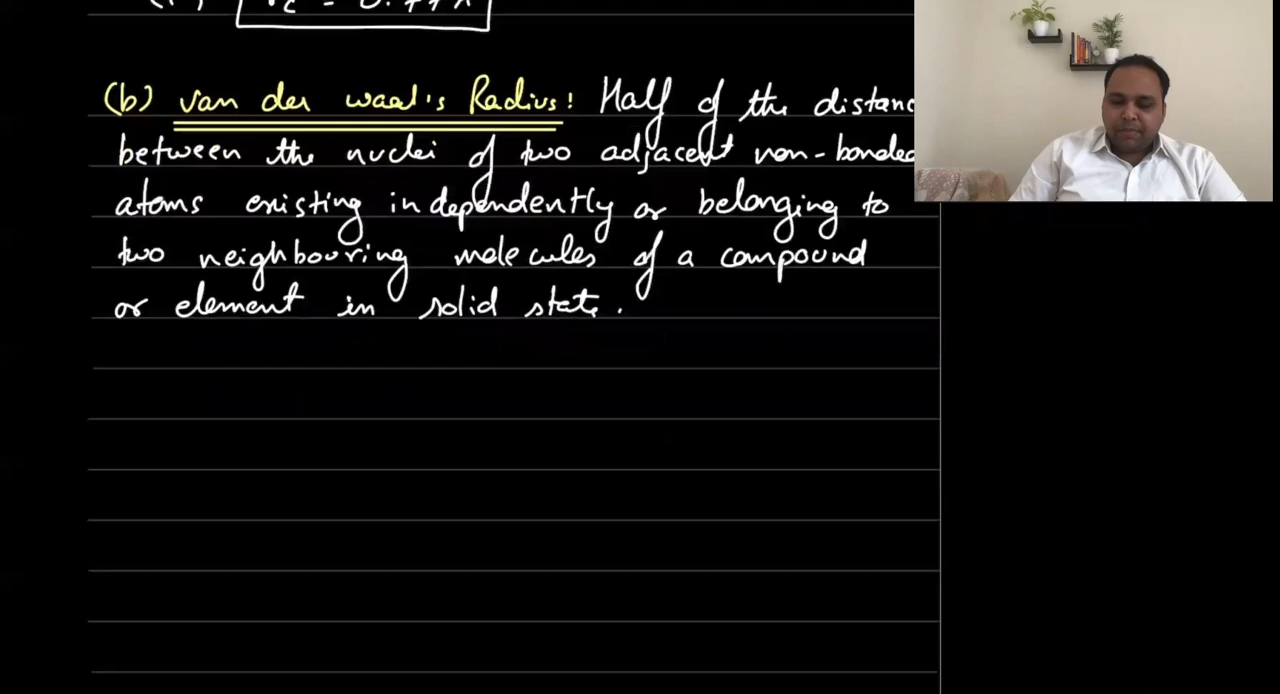 (b) van der waal's Radius: Half of the distanc
between the nuclei of two adjacent non-bonded
atoms existing independently or belonging to
two neighbouring molecules of a compound
or element in solid state.